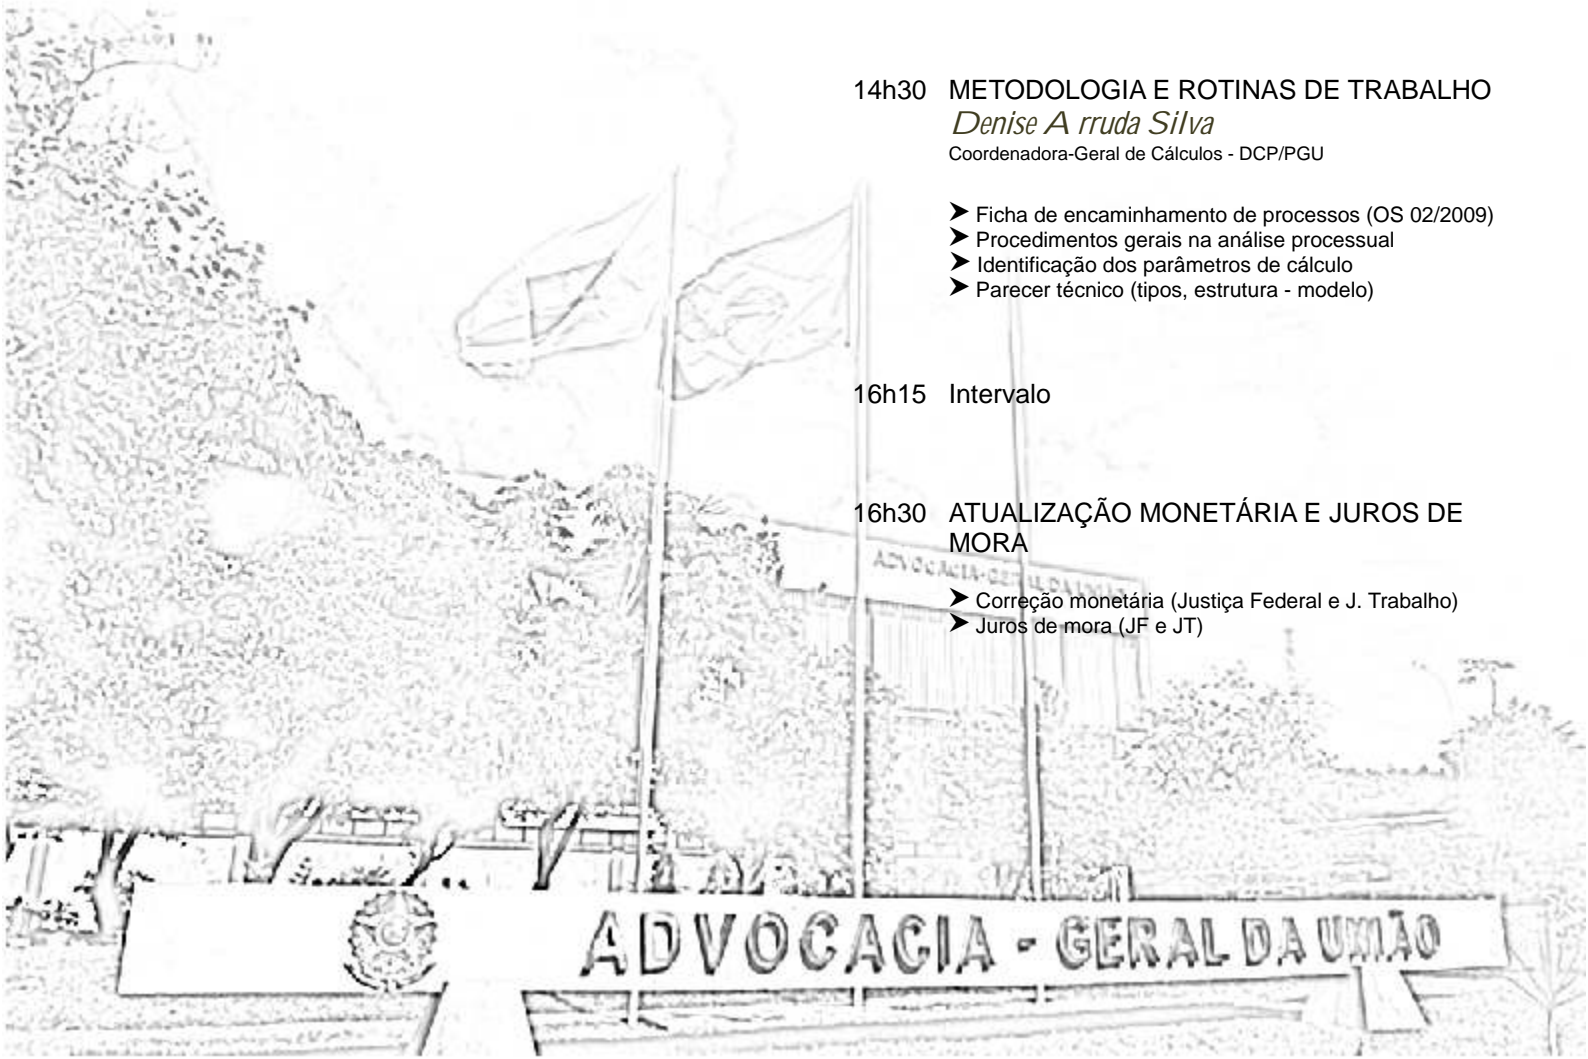 14h30 METODOLOGIA E ROTINAS DE TRABALHO
Denise Arruda Silva
Coordenadora-Geral de Cálculos - DCP/PGU
➤ Ficha de encaminhamento de processos (OS 02/2009)
➤ Procedimentos gerais na análise processual
➤ Identificação dos parâmetros de cálculo
➤ Parecer técnico (tipos, estrutura - modelo)
16h15 Intervalo
16h30 ATUALIZAÇÃO MONETÁRIA E JUROS DE
MORA
ADVOCACIA-GERAL DA UNIÃO
➤ Correção monetária (Justiça Federal e J. Trabalho)
➤ Juros de mora (JF e JT)
ADVOCACIA - GERAL DA UNIÃO